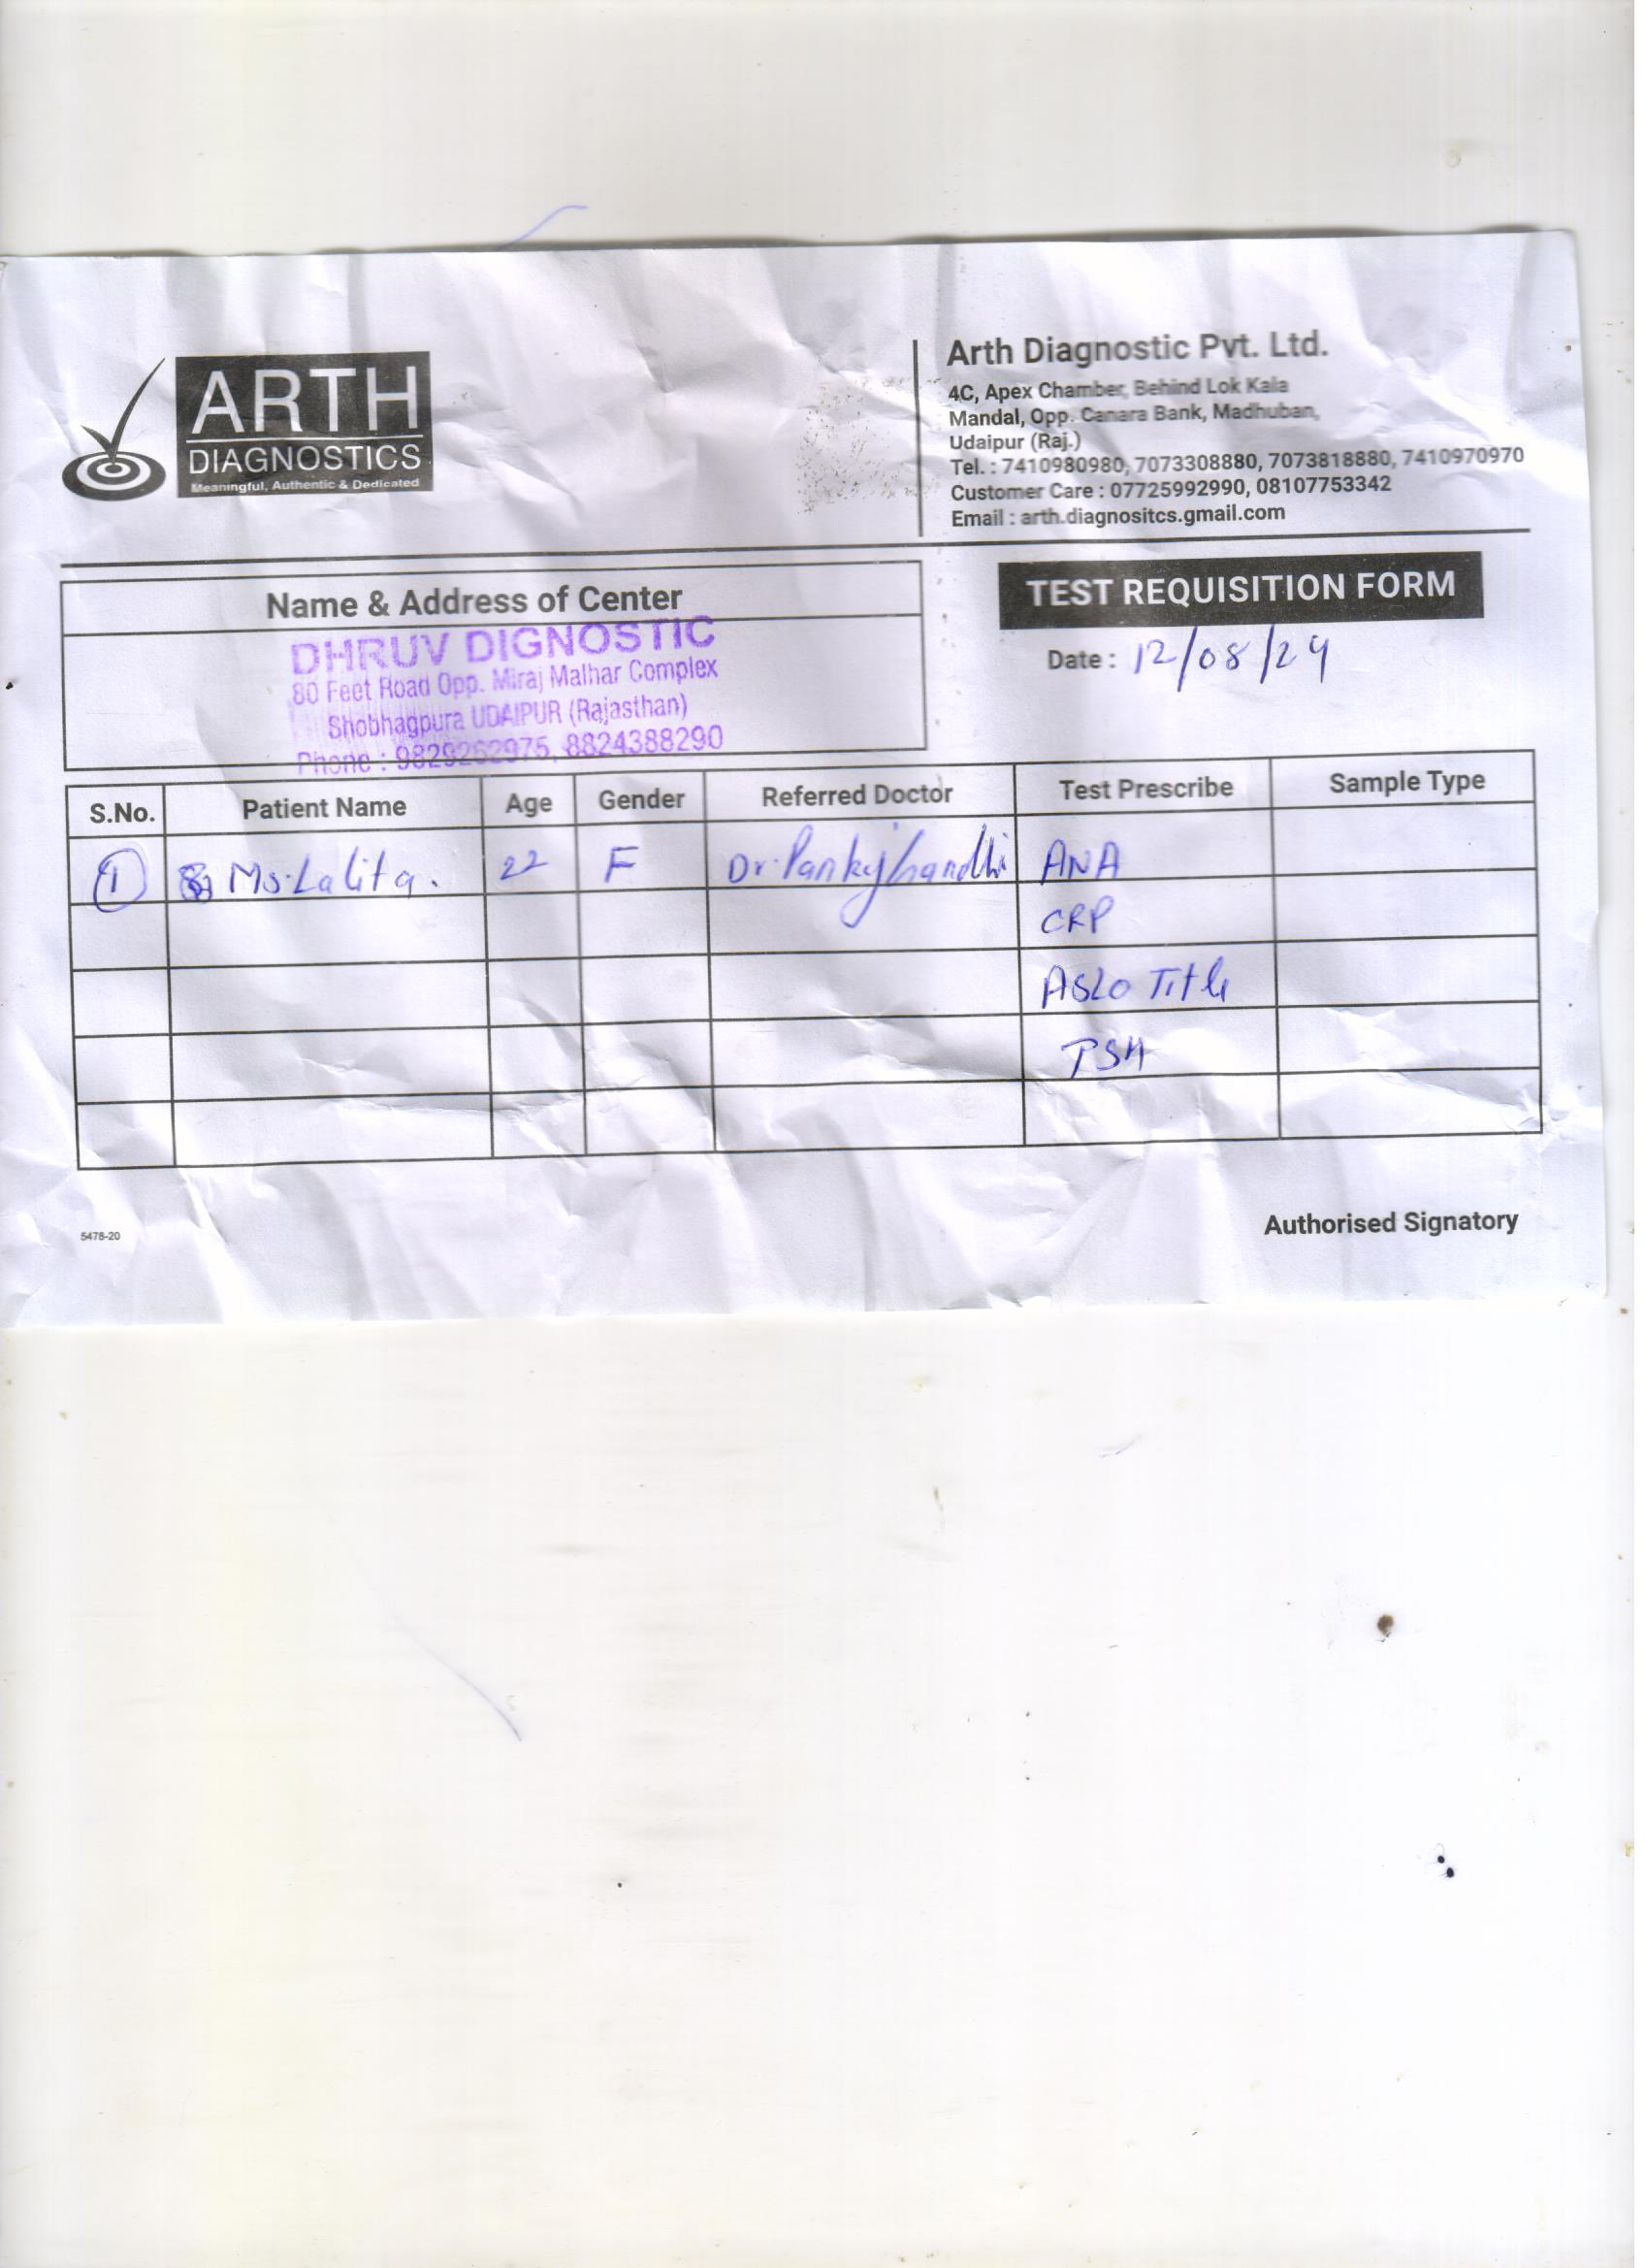 ARTH
DIAGNOSTICS
Meaningful, Authentic & Dedicated
Arth Diagnostic Pvt. Ltd.
4C, Apex Chamber, Behind Lok Kala
Mandal, Opp. Canara Bank, Madhuban,
Udaipur (Raj.)
Tel. : 7410980980, 7073308880, 7073818880, 7410970970
Customer Care : 07725992990, 08107753342
Email : arth.diagnositcs.gmail.com
Name & Address of Center
DHRUV DIGNOSTIC
80 Feet Road Opp. Miraj Malhar Complex
Shobhagpura UDAIPUR (Rajasthan)
Phone : 9829262975, 8824388290
TEST REQUISITION FORM
Date : 12/08/24
S.No. Patient Name Age Gender Referred Doctor Test Prescribe Sample Type
1 Ms. Lalita. 22 F Dr. Pankaj ANA
CRP
ASLO Titre
TSH
5478-20
Authorised Signatory